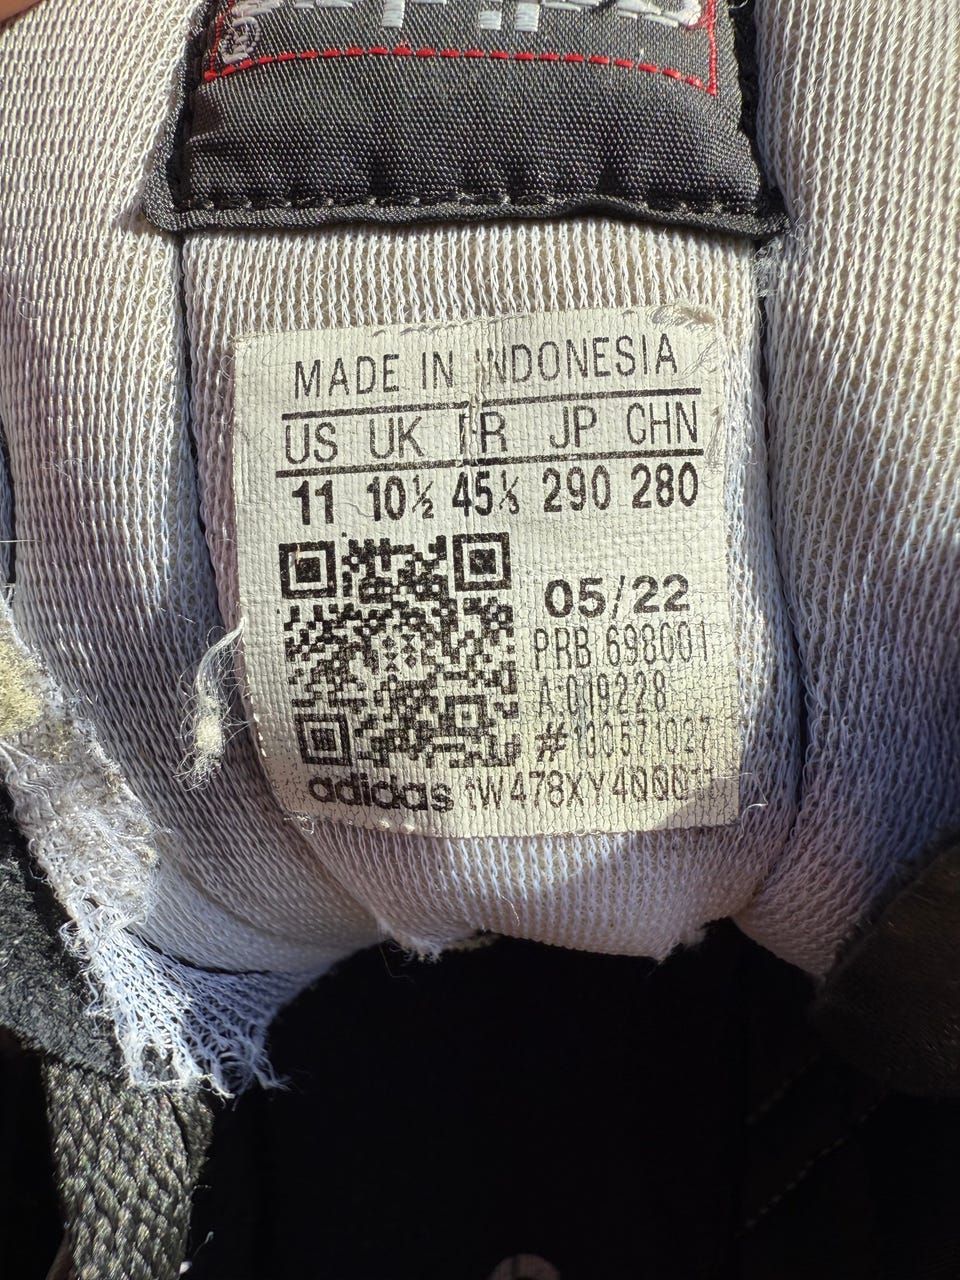 MADE IN INDONESIA
US UK FR JP CHN
11 10½ 45⅓ 290 280
05/22
PRB 698001
A:019228
#130571027
adidas